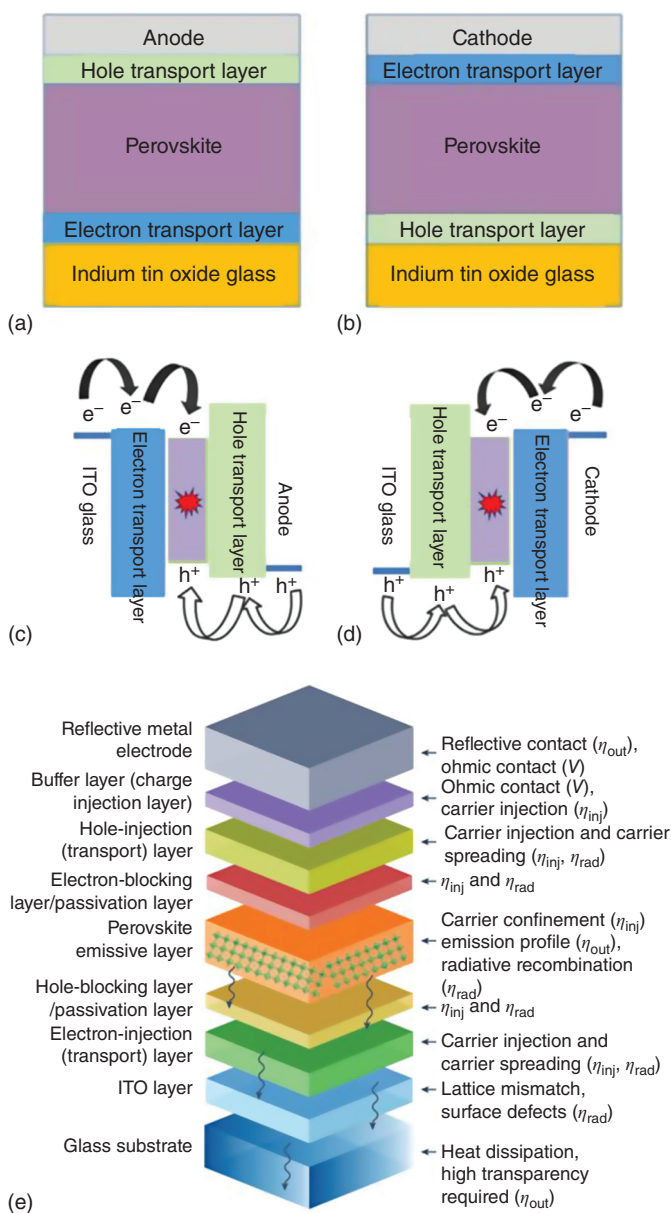 Anode
Hole transport layer
Perovskite
Electron transport layer
Indium tin oxide glass
(a)
Cathode
Electron transport layer
Perovskite
Hole transport layer
Indium tin oxide glass
(b)
e⁻
e⁻
e⁻
ITO glass
Electron transport layer
Hole transport layer
Anode
h⁺
h⁺
h⁺
(c)
e⁻
e⁻
e⁻
ITO glass
Hole transport layer
Electron transport layer
Cathode
h⁺
h⁺
h⁺
(d)
Reflective metal
electrode
Reflective contact (ηout),
ohmic contact (V)
Buffer layer (charge
injection layer)
Ohmic contact (V),
carrier injection (ηinj)
Hole-injection
(transport) layer
Carrier injection and carrier
spreading (ηinj, ηrad)
Electron-blocking
layer/passivation layer
ηinj and ηrad
Perovskite
emissive layer
Carrier confinement (ηinj)
emission profile (ηout),
radiative recombination
(ηrad)
Hole-blocking layer
/passivation layer
ηinj and ηrad
Electron-injection
(transport) layer
Carrier injection and
carrier spreading (ηinj, ηrad)
ITO layer
Lattice mismatch,
surface defects (ηrad)
Glass substrate
Heat dissipation,
high transparency
required (ηout)
(e)